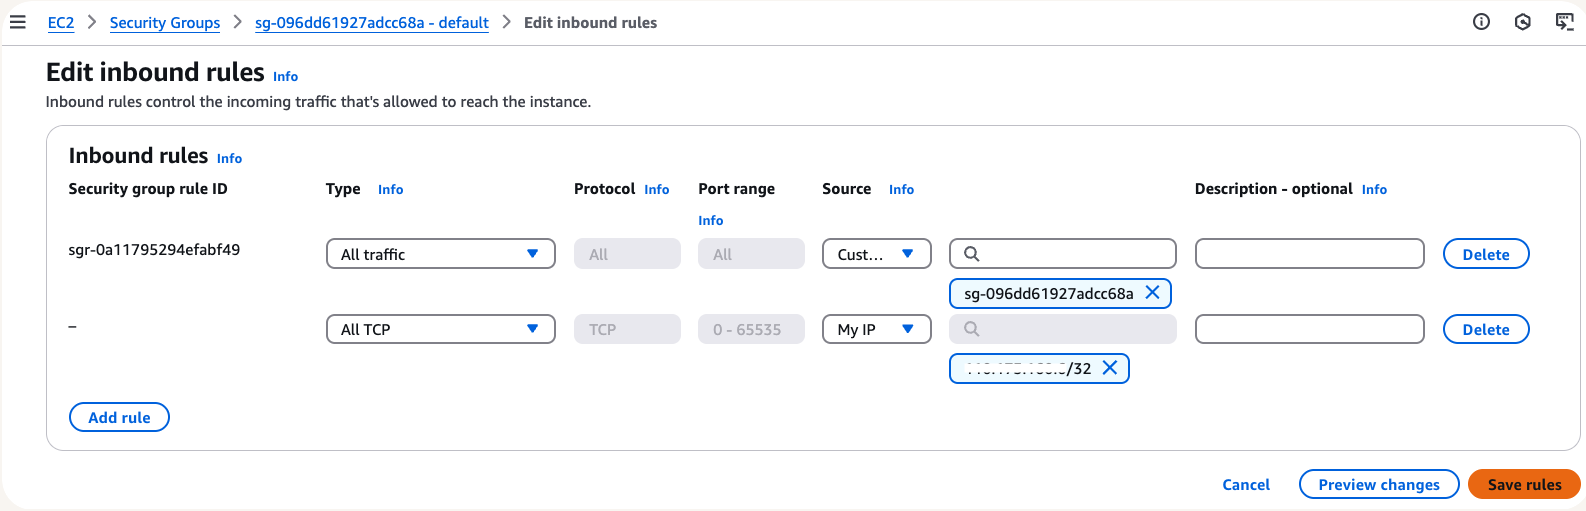 EC2 > Security Groups > sg-096dd61927adcc68a - default > Edit inbound rules
Edit inbound rules Info
Inbound rules control the incoming traffic that's allowed to reach the instance.
Inbound rules Info
Security group rule ID Type Info Protocol Info Port range Info Source Info Description - optional Info
sgr-0a11795294efabf49 All traffic All All Cust... Delete
sg-096dd61927adcc68a
– All TCP TCP 0 - 65535 My IP Delete
/32
Add rule
Cancel Preview changes Save rules